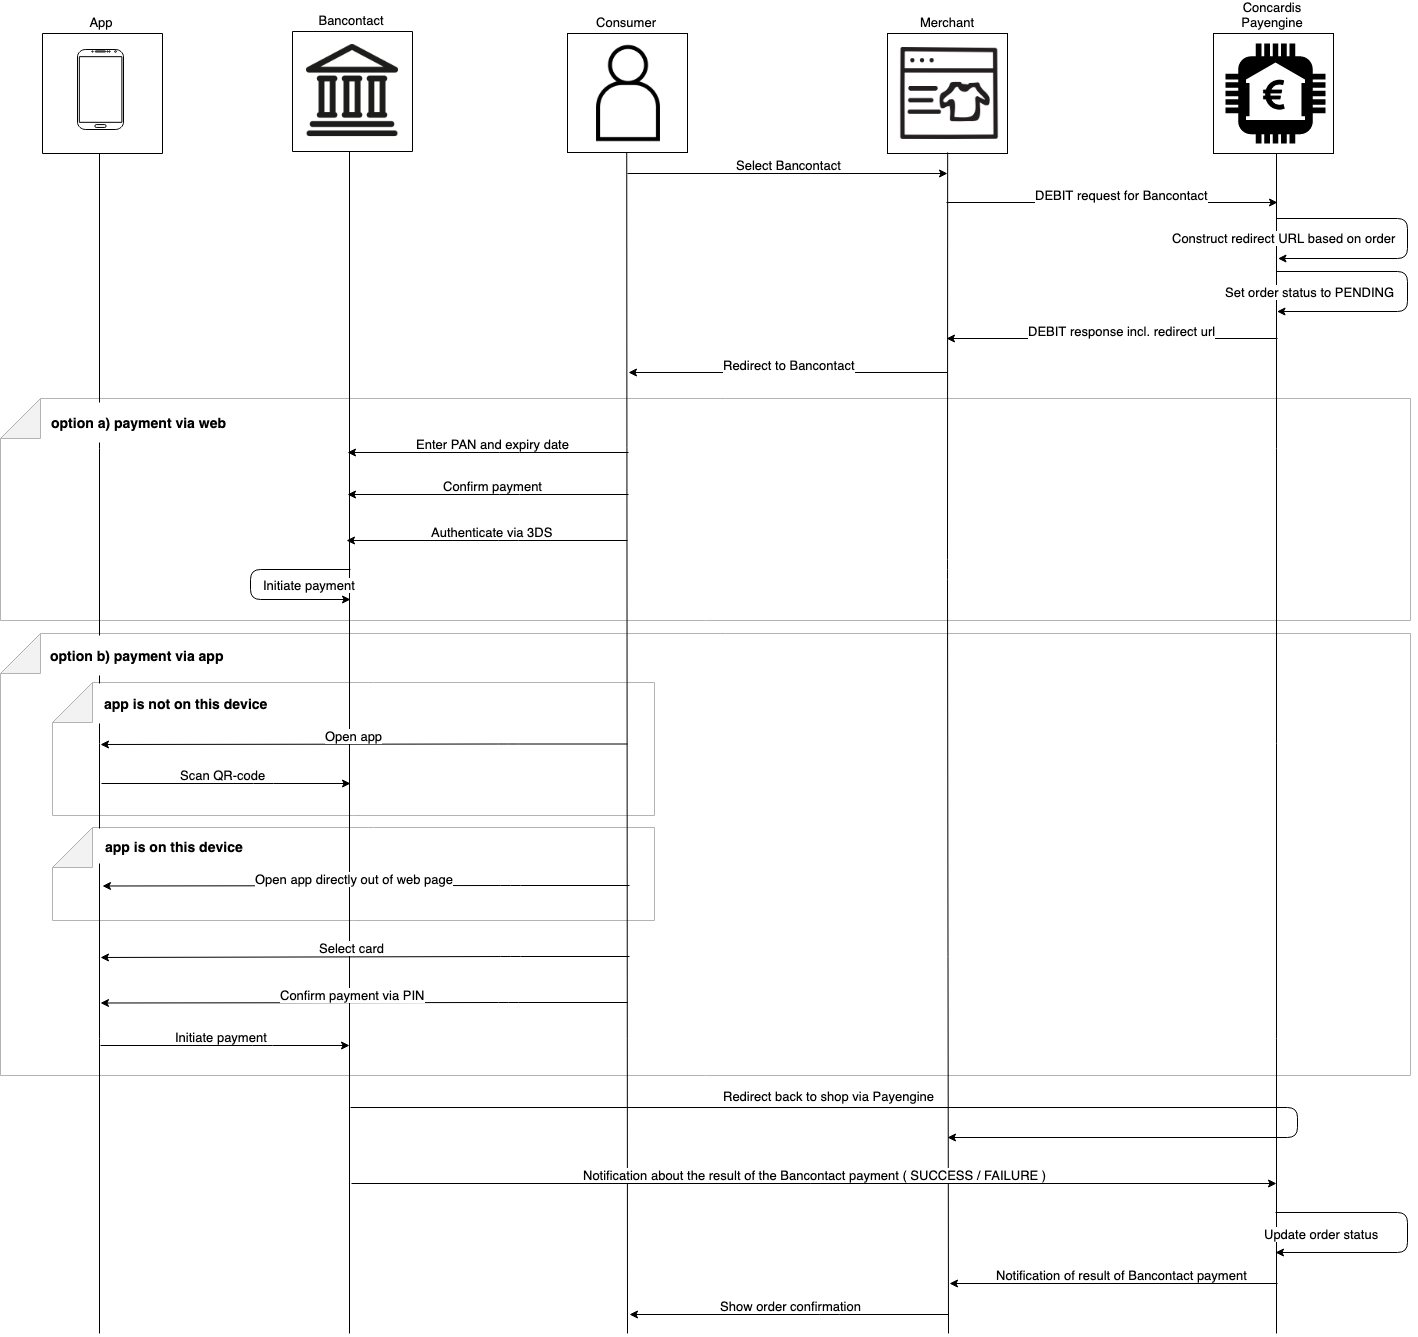 App
Bancontact
Consumer
Merchant
Concardis
Payengine
€
Select Bancontact
DEBIT request for Bancontact
Construct redirect URL based on order
Set order status to PENDING
DEBIT response incl. redirect url
Redirect to Bancontact
option a) payment via web
Enter PAN and expiry date
Confirm payment
Authenticate via 3DS
Initiate payment
option b) payment via app
app is not on this device
Open app
Scan QR-code
app is on this device
Open app directly out of web page
Select card
Confirm payment via PIN
Initiate payment
Redirect back to shop via Payengine
Notification about the result of the Bancontact payment ( SUCCESS / FAILURE )
Update order status
Notification of result of Bancontact payment
Show order confirmation